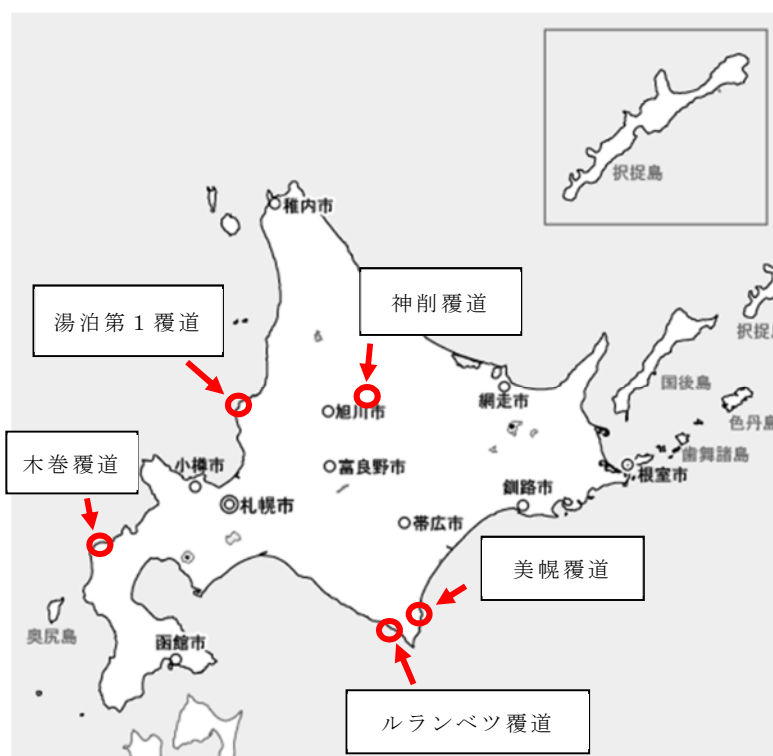 択捉島
稚内市
神削覆道
湯泊第１覆道
択捉
国後島
網走市
旭川市
色丹島
歯舞諸島
木巻覆道
小樽市
富良野市
根室市
札幌市
釧路市
帯広市
美幌覆道
奥尻島
函館市
ルランベツ覆道